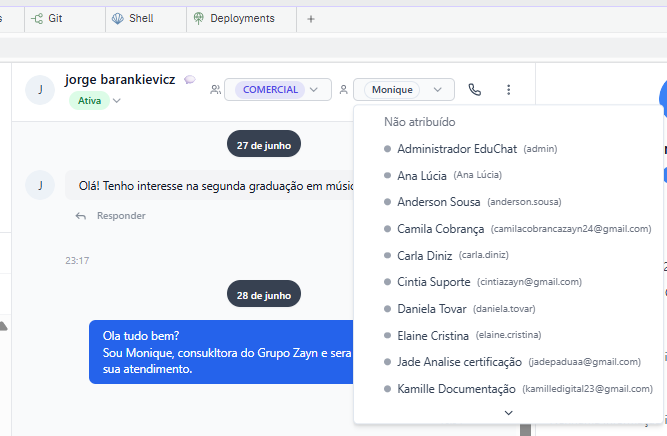 s
Git
Shell
Deployments
+
J
jorge barankievicz
COMERCIAL
Monique
Ativa
Não atribuído
Administrador EduChat (admin)
Ana Lúcia (Ana Lúcia)
Anderson Sousa (anderson.sousa)
Camila Cobrança (camilacobrancazayn24@gmail.com)
Carla Diniz (carla.diniz)
Cintia Suporte (cintiazayn@gmail.com)
Daniela Tovar (daniela.tovar)
Elaine Cristina (elaine.cristina)
Jade Analise certificação (jadepaduaa@gmail.com)
Kamille Documentação (kamilledigital23@gmail.com)
27 de junho
J
Olá! Tenho interesse na segunda graduação em músic
Responder
23:17
28 de junho
Ola tudo bem?
Sou Monique, consukltora do Grupo Zayn e sera
sua atendimento.